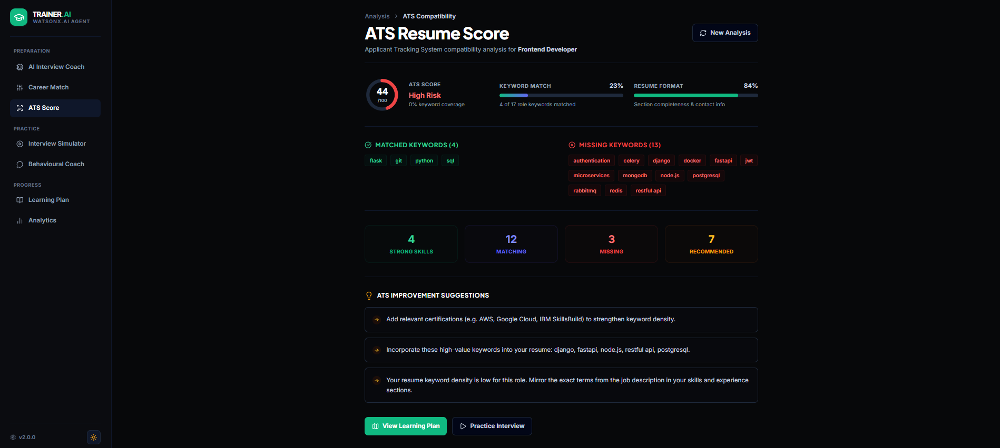 TRAINER.AI
WATSONX.AI AGENT
PREPARATION
AI Interview Coach
Career Match
ATS Score
PRACTICE
Interview Simulator
Behavioural Coach
PROGRESS
Learning Plan
Analytics
v2.0.0
Analysis > ATS Compatibility
ATS Resume Score
Applicant Tracking System compatibility analysis for Frontend Developer
New Analysis
44
/100
ATS SCORE
High Risk
0% keyword coverage
KEYWORD MATCH 23%
4 of 17 role keywords matched
RESUME FORMAT 84%
Section completeness & contact info
MATCHED KEYWORDS (4)
flask git python sql
MISSING KEYWORDS (13)
authentication celery django docker fastapi jwt
microservices mongodb node.js postgresql
rabbitmq redis restful api
4
STRONG SKILLS
12
MATCHING
3
MISSING
7
RECOMMENDED
ATS IMPROVEMENT SUGGESTIONS
Add relevant certifications (e.g. AWS, Google Cloud, IBM SkillsBuild) to strengthen keyword density.
Incorporate these high-value keywords into your resume: django, fastapi, node.js, restful api, postgresql.
Your resume keyword density is low for this role. Mirror the exact terms from the job description in your skills and experience
sections.
View Learning Plan
Practice Interview